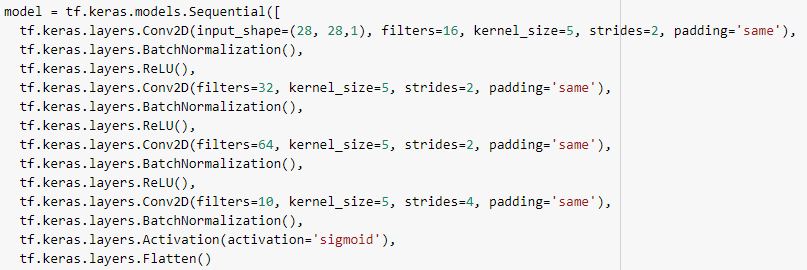 model = tf.keras.models.Sequential([
  tf.keras.layers.Conv2D(input_shape=(28, 28,1), filters=16, kernel_size=5, strides=2, padding='same'),
  tf.keras.layers.BatchNormalization(),
  tf.keras.layers.ReLU(),
  tf.keras.layers.Conv2D(filters=32, kernel_size=5, strides=2, padding='same'),
  tf.keras.layers.BatchNormalization(),
  tf.keras.layers.ReLU(),
  tf.keras.layers.Conv2D(filters=64, kernel_size=5, strides=2, padding='same'),
  tf.keras.layers.BatchNormalization(),
  tf.keras.layers.ReLU(),
  tf.keras.layers.Conv2D(filters=10, kernel_size=5, strides=4, padding='same'),
  tf.keras.layers.BatchNormalization(),
  tf.keras.layers.Activation(activation='sigmoid'),
  tf.keras.layers.Flatten()